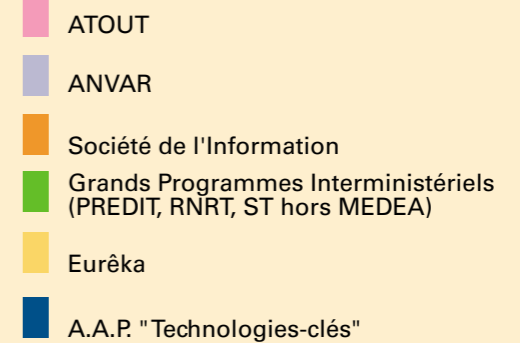 ATOUT
ANVAR
Société de l'Information
Grands Programmes Interministériels
(PREDIT, RNRT, ST hors MEDEA)
Eurêka
A.A.P. "Technologies-clés"